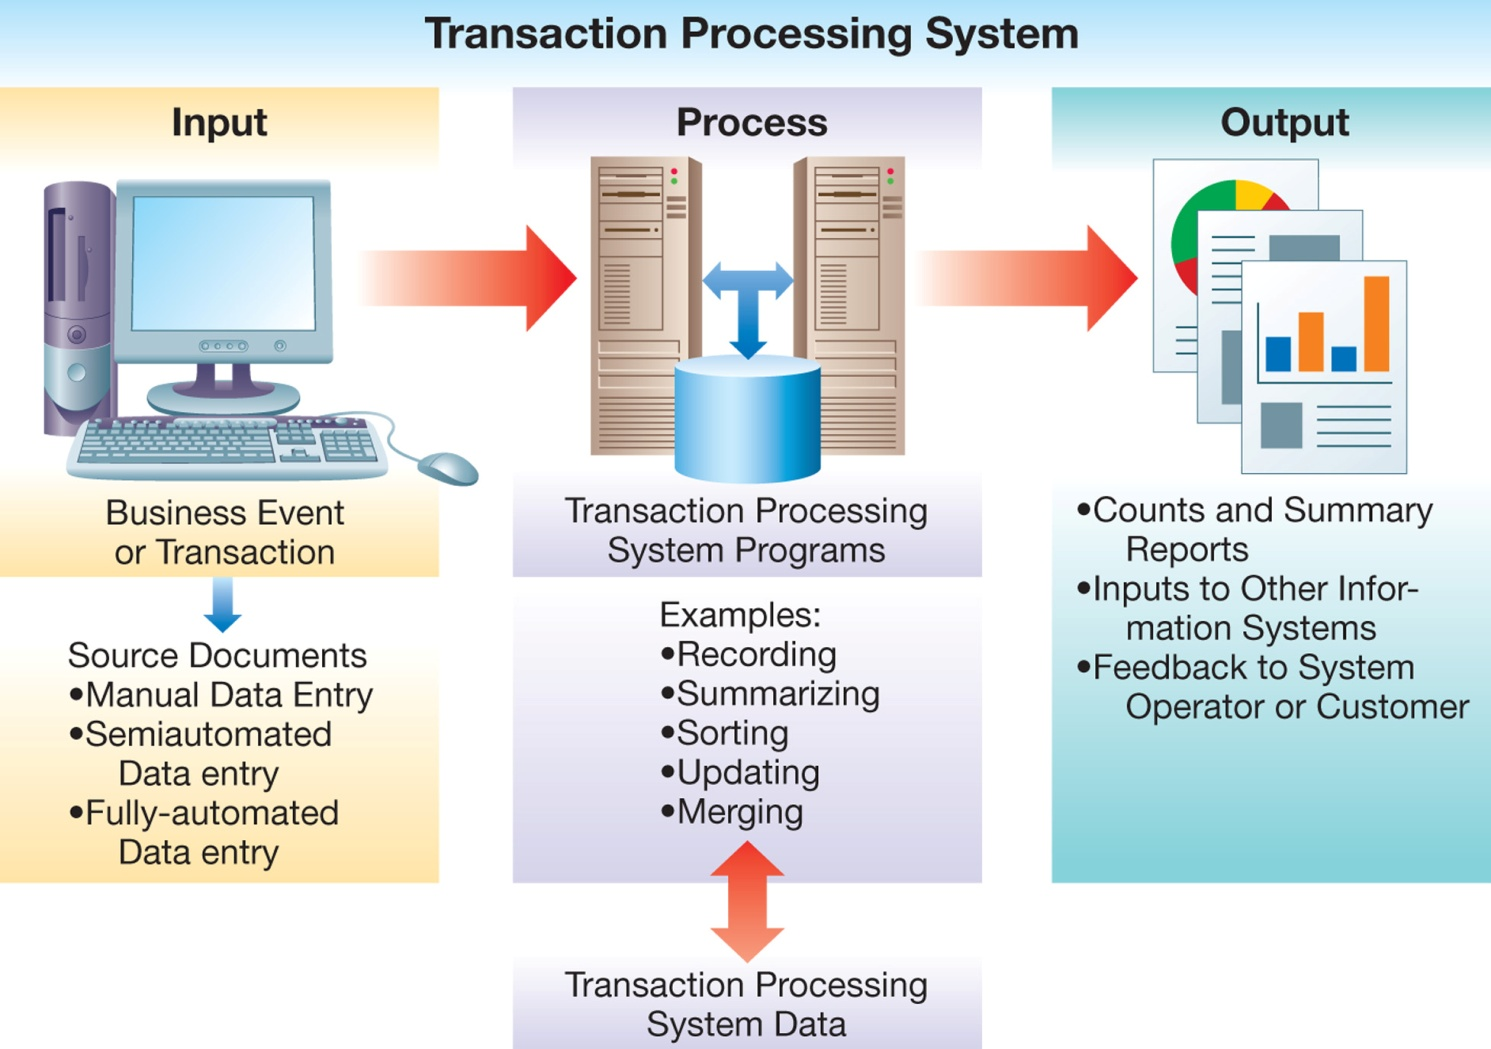 Transaction Processing System
Input
Business Event
or Transaction
Source Documents
•Manual Data Entry
•Semiautomated
Data entry
•Fully-automated
Data entry
Process
Transaction Processing
System Programs
Examples:
•Recording
•Summarizing
•Sorting
•Updating
•Merging
Transaction Processing
System Data
Output
•Counts and Summary
Reports
•Inputs to Other Infor-
mation Systems
•Feedback to System
Operator or Customer